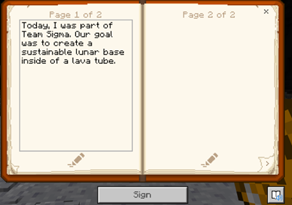 Page 1 of 2
Today, I was part of
Team Sigma. Our goal
was to create a
sustainable lunar base
inside of a lava tube.
Page 2 of 2
Sign